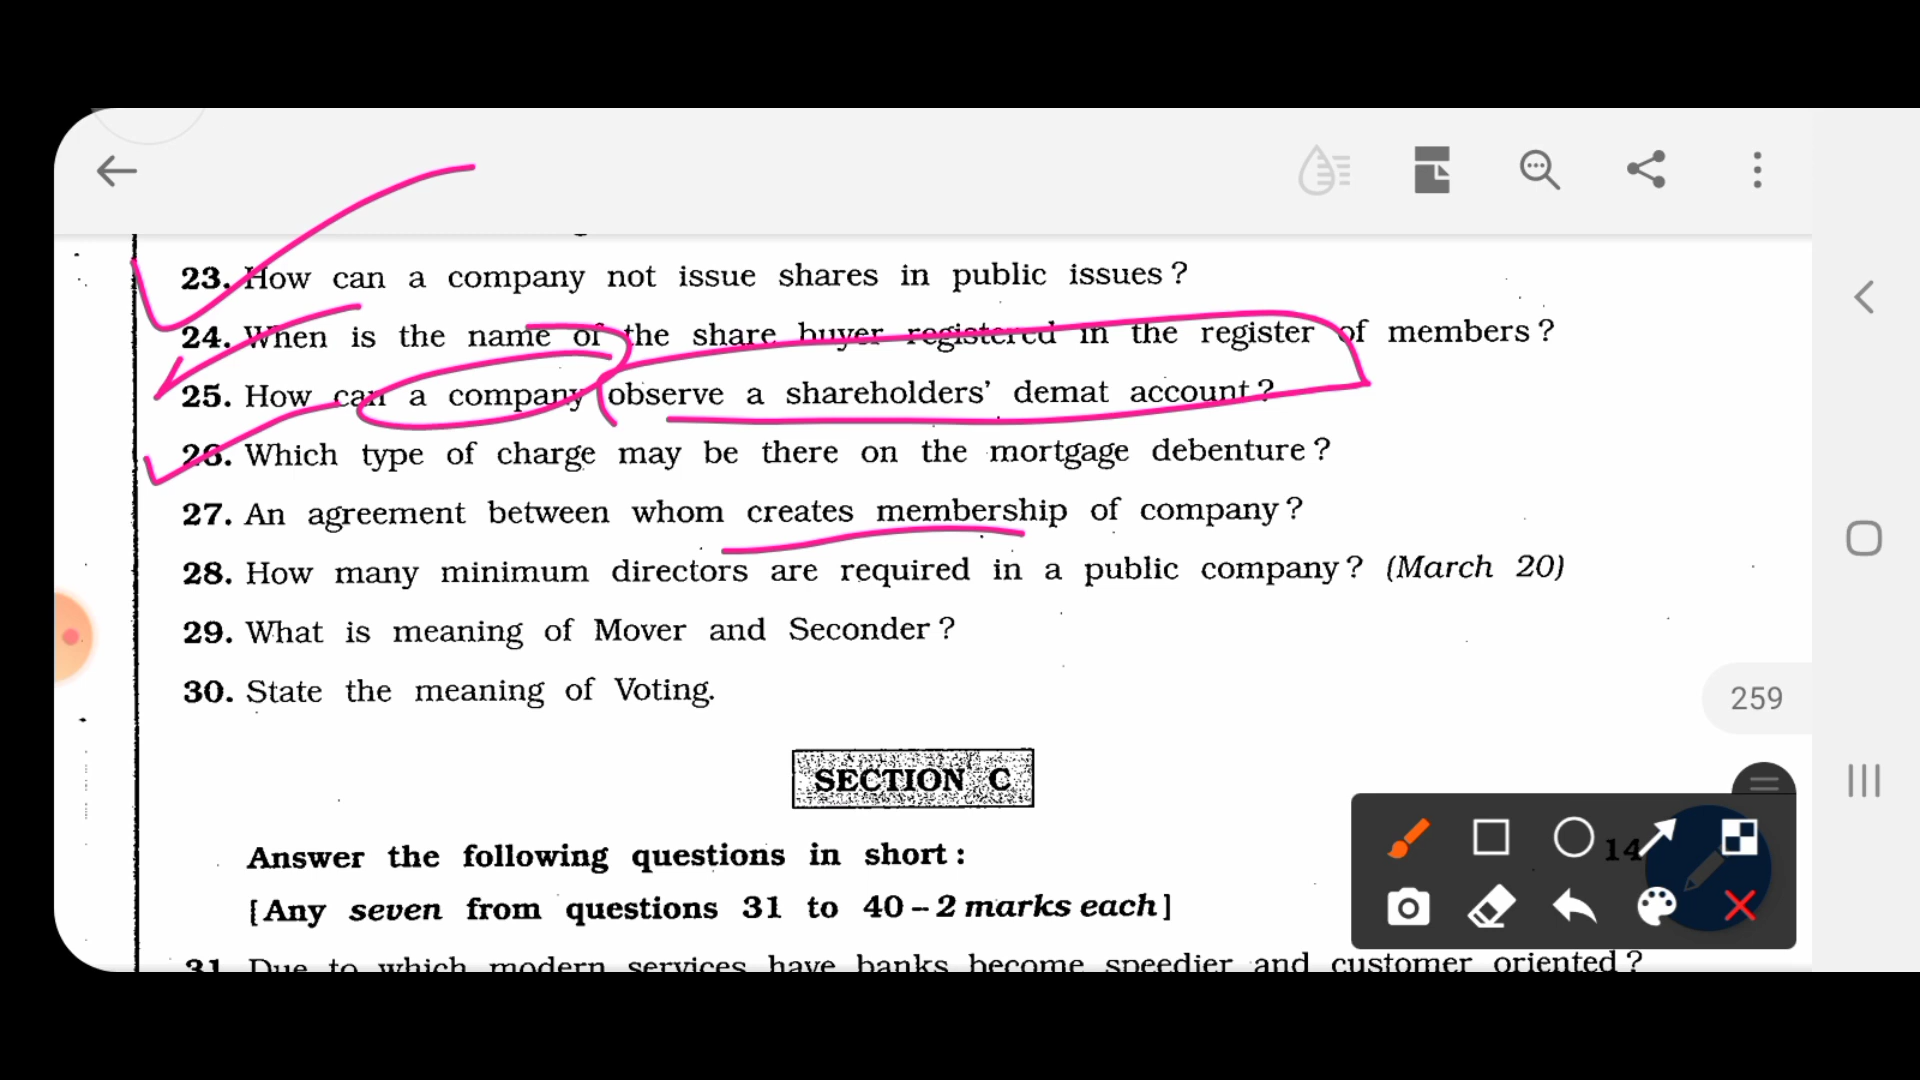 23. How can a company not issue shares in public issues ?
24. When is the name of the share buyer registered in the register of members ?
25. How can a company observe a shareholders' demat account ?
26. Which type of charge may be there on the mortgage debenture ?
27. An agreement between whom creates membership of company ?
28. How many minimum directors are required in a public company ? (March 20)
29. What is meaning of Mover and Seconder ?
30. State the meaning of Voting.
259
SECTION C
Answer the following questions in short : 14
[Any seven from questions 31 to 40 – 2 marks each]
31. Due to which modern services have banks become speedier and customer oriented ?